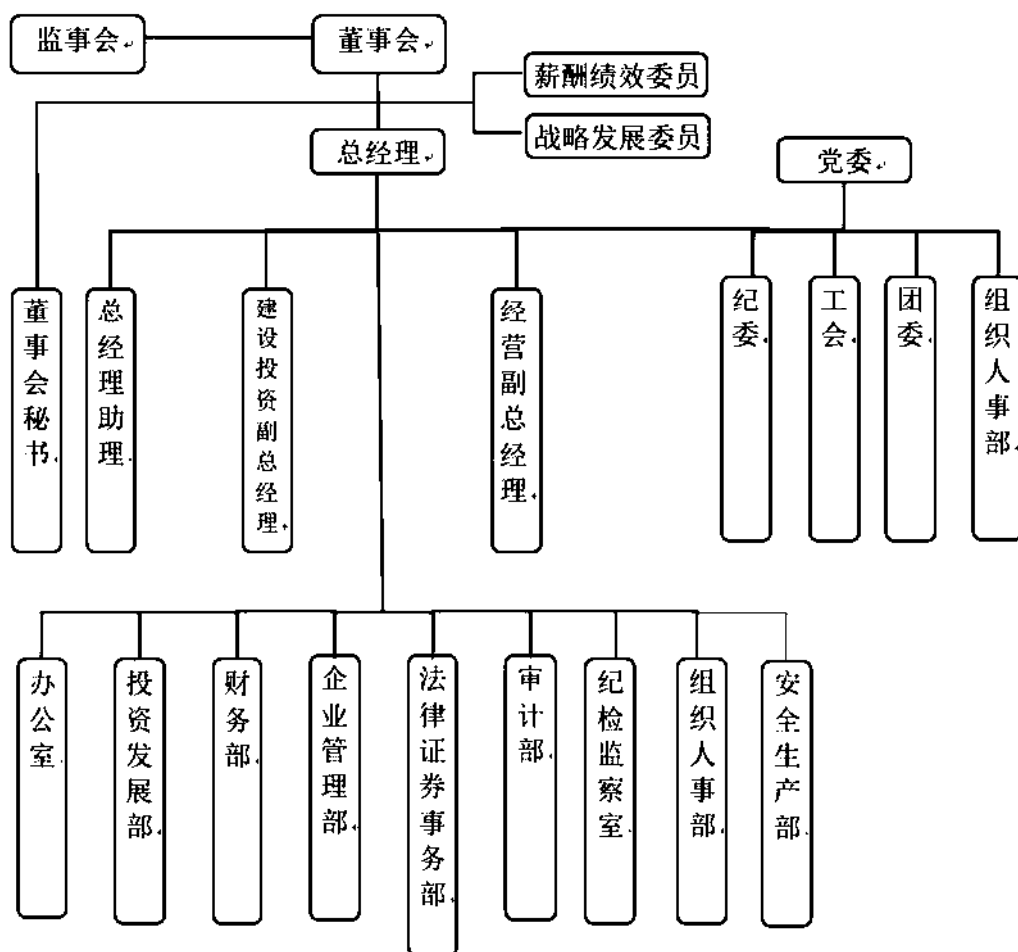 监事会
董事会
薪酬绩效委员
战略发展委员
总经理
党委
董事会秘书
总经理助理
建设投资副总经理
经营副总经理
纪委
工会
团委
组织人事部
办公室
投资发展部
财务部
企业管理部
法律证券事务部
审计部
纪检监察室
组织人事部
安全生产部